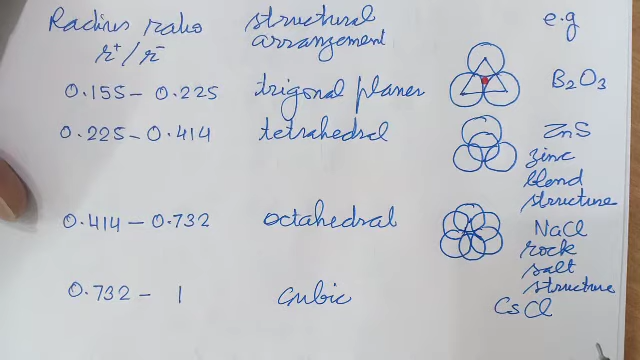 Radius ratio structural e.g
r⁺/r⁻ arrangement
0.155 - 0.225 trigonal planer B₂O₃
0.225 - 0.414 tetrahedral ZnS
zinc
blend
structure
0.414 - 0.732 octahedral NaCl
rock
salt
structure
0.732 - 1 cubic CsCl